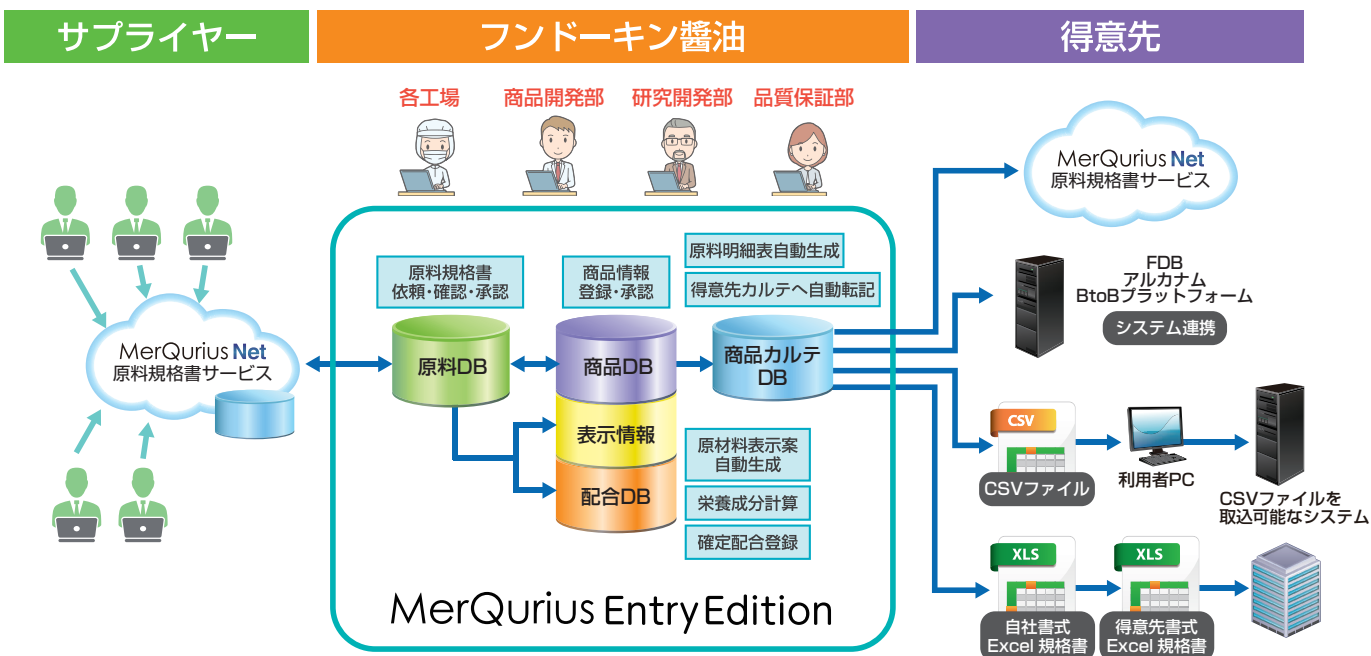 サプライヤー
フンドーキン醬油
得意先
各工場
商品開発部
研究開発部
品質保証部
MerQurius Net
原料規格書サービス
原料規格書
依頼・確認・承認
原料DB
商品情報
登録・承認
商品DB
表示情報
配合DB
原料明細表自動生成
得意先カルテへ自動転記
商品カルテ
DB
原材料表示案
自動生成
栄養成分計算
確定配合登録
MerQurius Entry Edition
MerQurius Net
原料規格書サービス
FDB
アルカナム
BtoBプラットフォーム
システム連携
CSV
CSVファイル
利用者PC
CSVファイルを
取込可能なシステム
XLS
自社書式
Excel 規格書
XLS
得意先書式
Excel 規格書